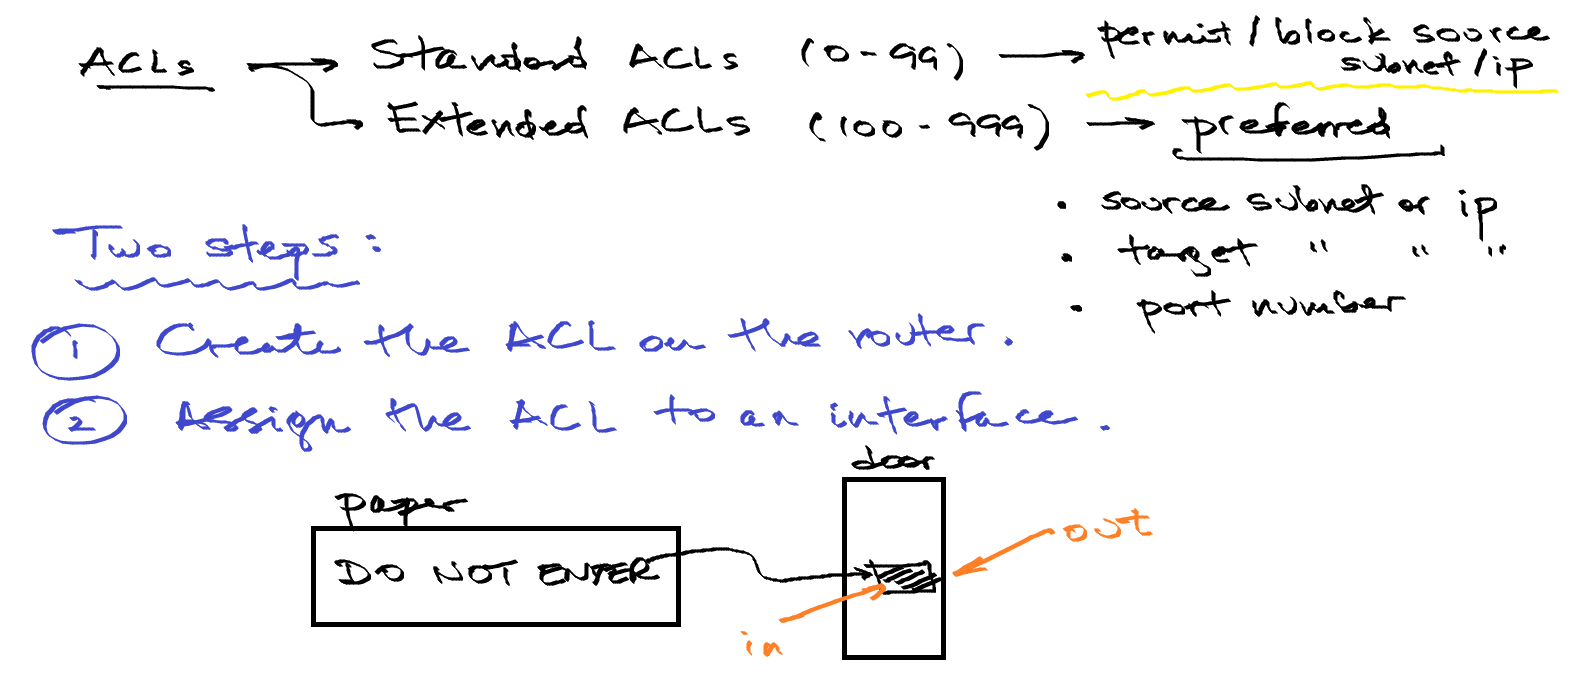 ACLs → Standard ACLs (0-99) → permit / block source
subnet / ip
Extended ACLs (100-999) → preferred
• source subnet or ip
• target " " "
• port number
Two steps:
① Create the ACL on the router.
② Assign the ACL to an interface.
door
paper
DO NOT ENTER
out
in